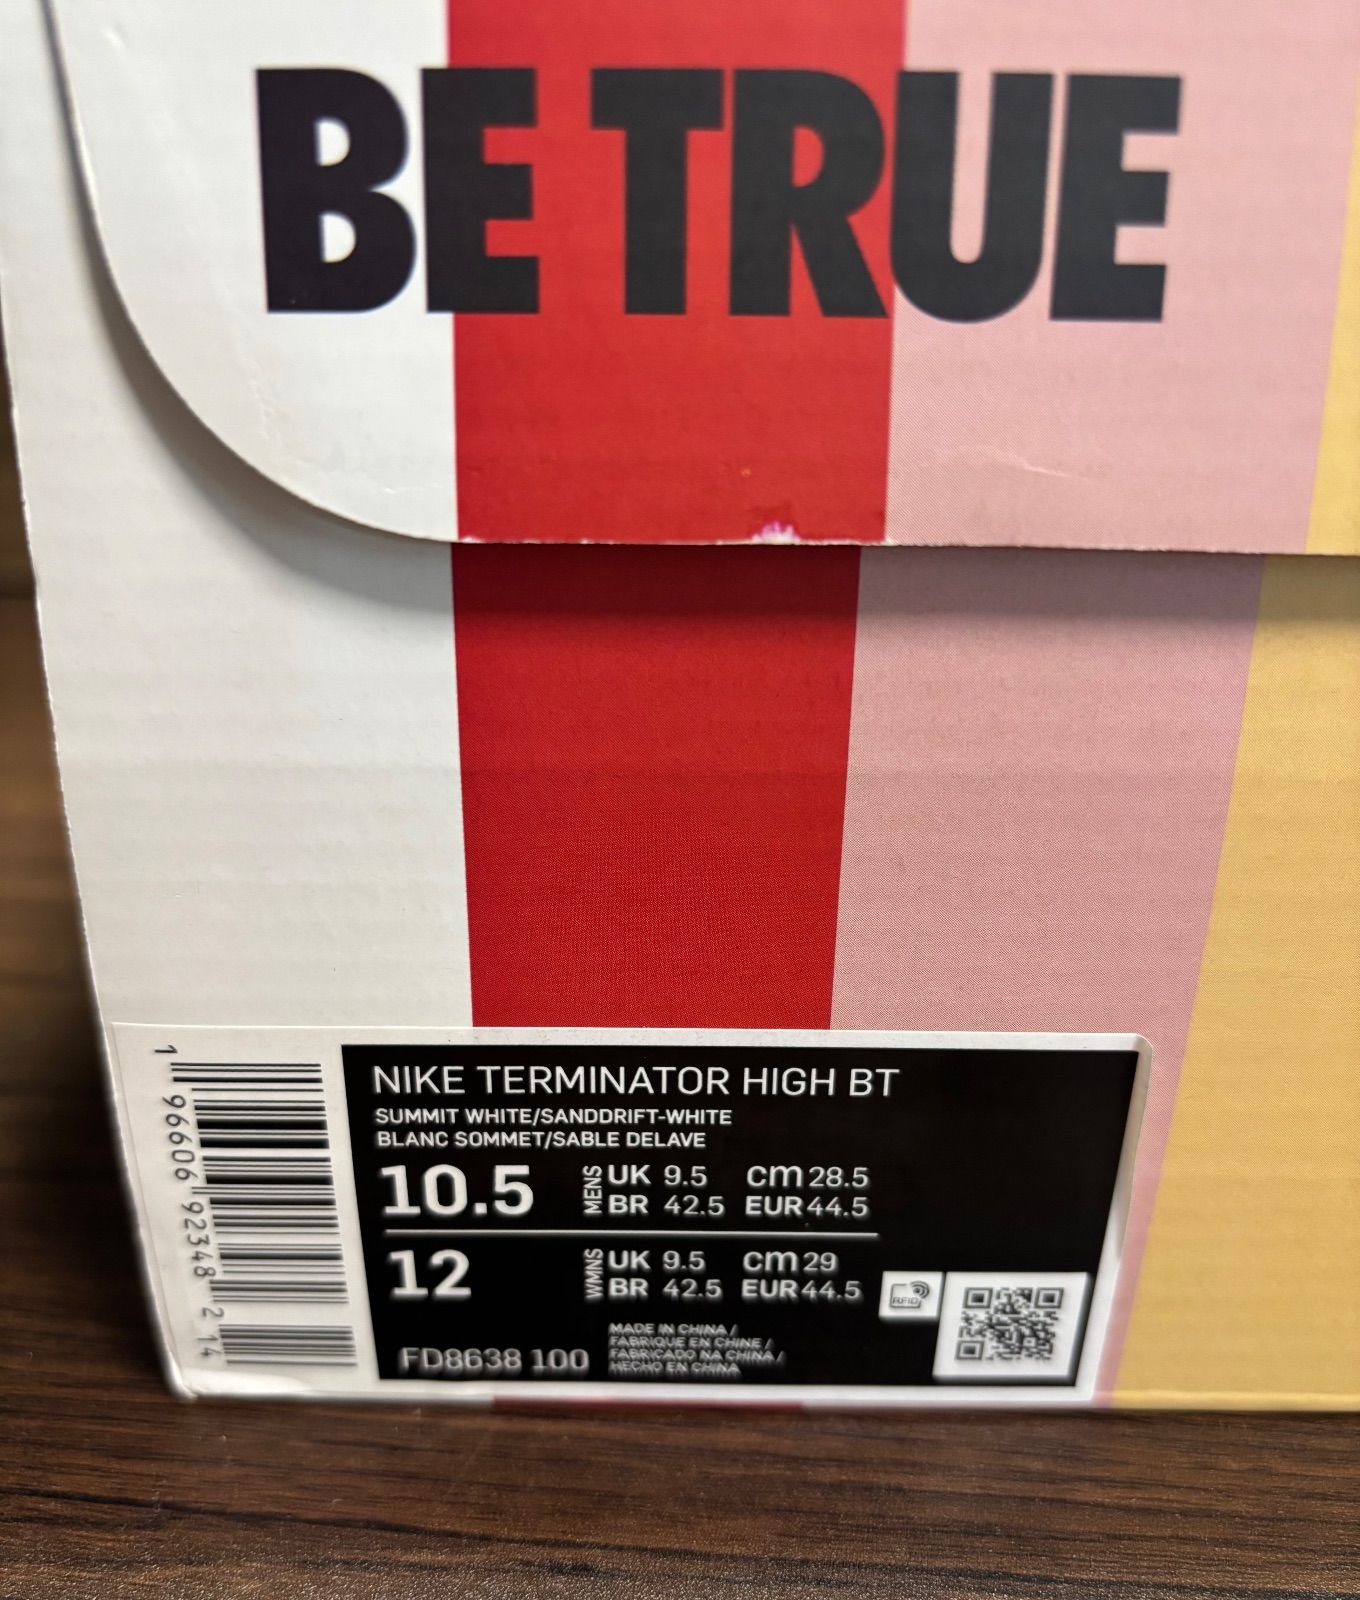 BE TRUE
NIKE TERMINATOR HIGH BT
SUMMIT WHITE/SANDDRIFT-WHITE
BLANC SOMMET/SABLE DELAVE
10.5 MENS UK 9.5 cm 28.5
BR 42.5 EUR 44.5
12 WMNS UK 9.5 cm 29
BR 42.5 EUR 44.5
RFID
FD8638 100
MADE IN CHINA /
FABRIQUE EN CHINE /
FABRICADO NA CHINA /
HECHO EN CHINA
1 96606 92348 2 14